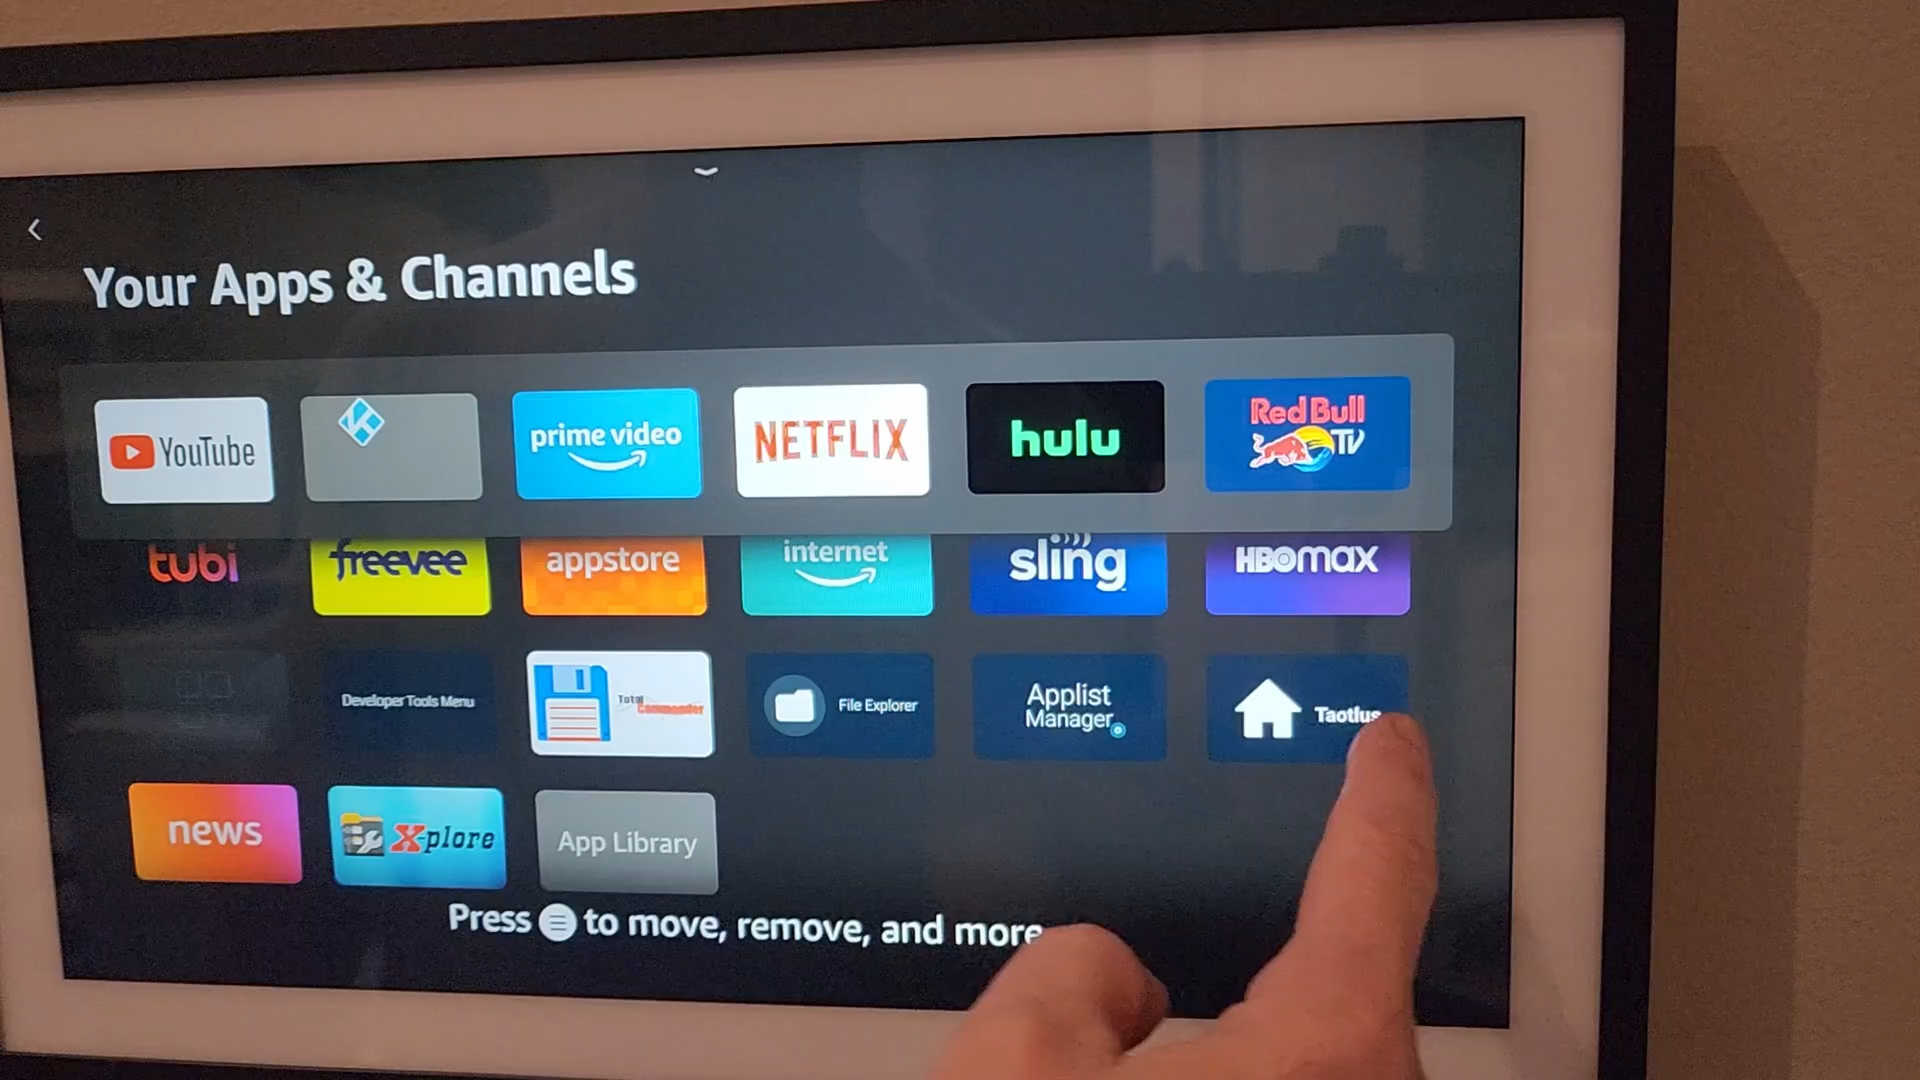 Your Apps & Channels
YouTube
prime video
NETFLIX
hulu
Red Bull
TV
tubi
freevee
appstore
internet
sling
HBOmax
Developer Tools Menu
Total
Commander
File Explorer
Applist
Manager
Taotlus
news
X-plore
App Library
Press to move, remove, and more